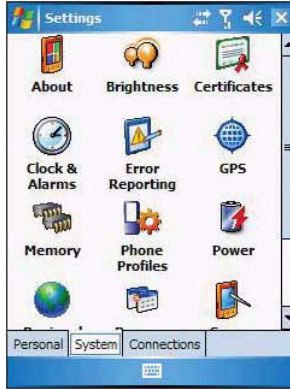 Settings
About Brightness Certificates
Clock & Error GPS
Alarms Reporting
Memory Phone Power
Profiles
Personal System Connections